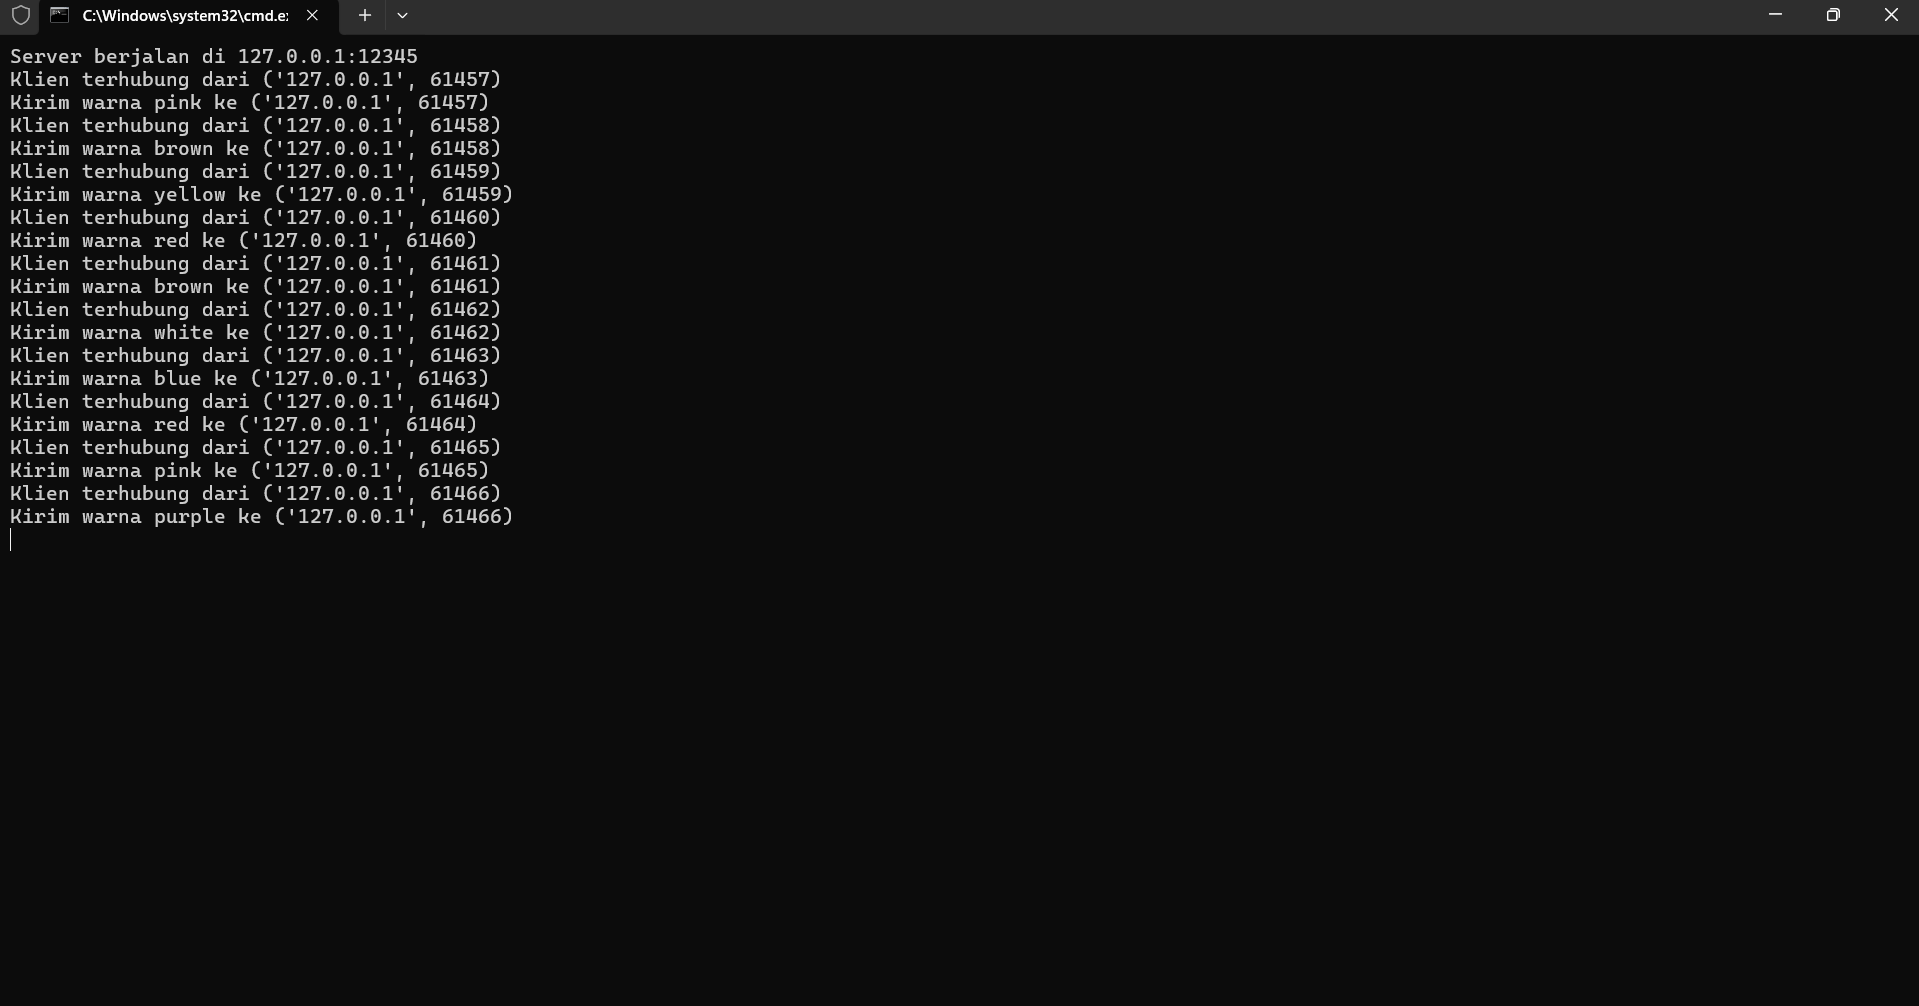 C:\Windows\system32\cmd.e
Server berjalan di 127.0.0.1:12345
Klien terhubung dari ('127.0.0.1', 61457)
Kirim warna pink ke ('127.0.0.1', 61457)
Klien terhubung dari ('127.0.0.1', 61458)
Kirim warna brown ke ('127.0.0.1', 61458)
Klien terhubung dari ('127.0.0.1', 61459)
Kirim warna yellow ke ('127.0.0.1', 61459)
Klien terhubung dari ('127.0.0.1', 61460)
Kirim warna red ke ('127.0.0.1', 61460)
Klien terhubung dari ('127.0.0.1', 61461)
Kirim warna brown ke ('127.0.0.1', 61461)
Klien terhubung dari ('127.0.0.1', 61462)
Kirim warna white ke ('127.0.0.1', 61462)
Klien terhubung dari ('127.0.0.1', 61463)
Kirim warna blue ke ('127.0.0.1', 61463)
Klien terhubung dari ('127.0.0.1', 61464)
Kirim warna red ke ('127.0.0.1', 61464)
Klien terhubung dari ('127.0.0.1', 61465)
Kirim warna pink ke ('127.0.0.1', 61465)
Klien terhubung dari ('127.0.0.1', 61466)
Kirim warna purple ke ('127.0.0.1', 61466)